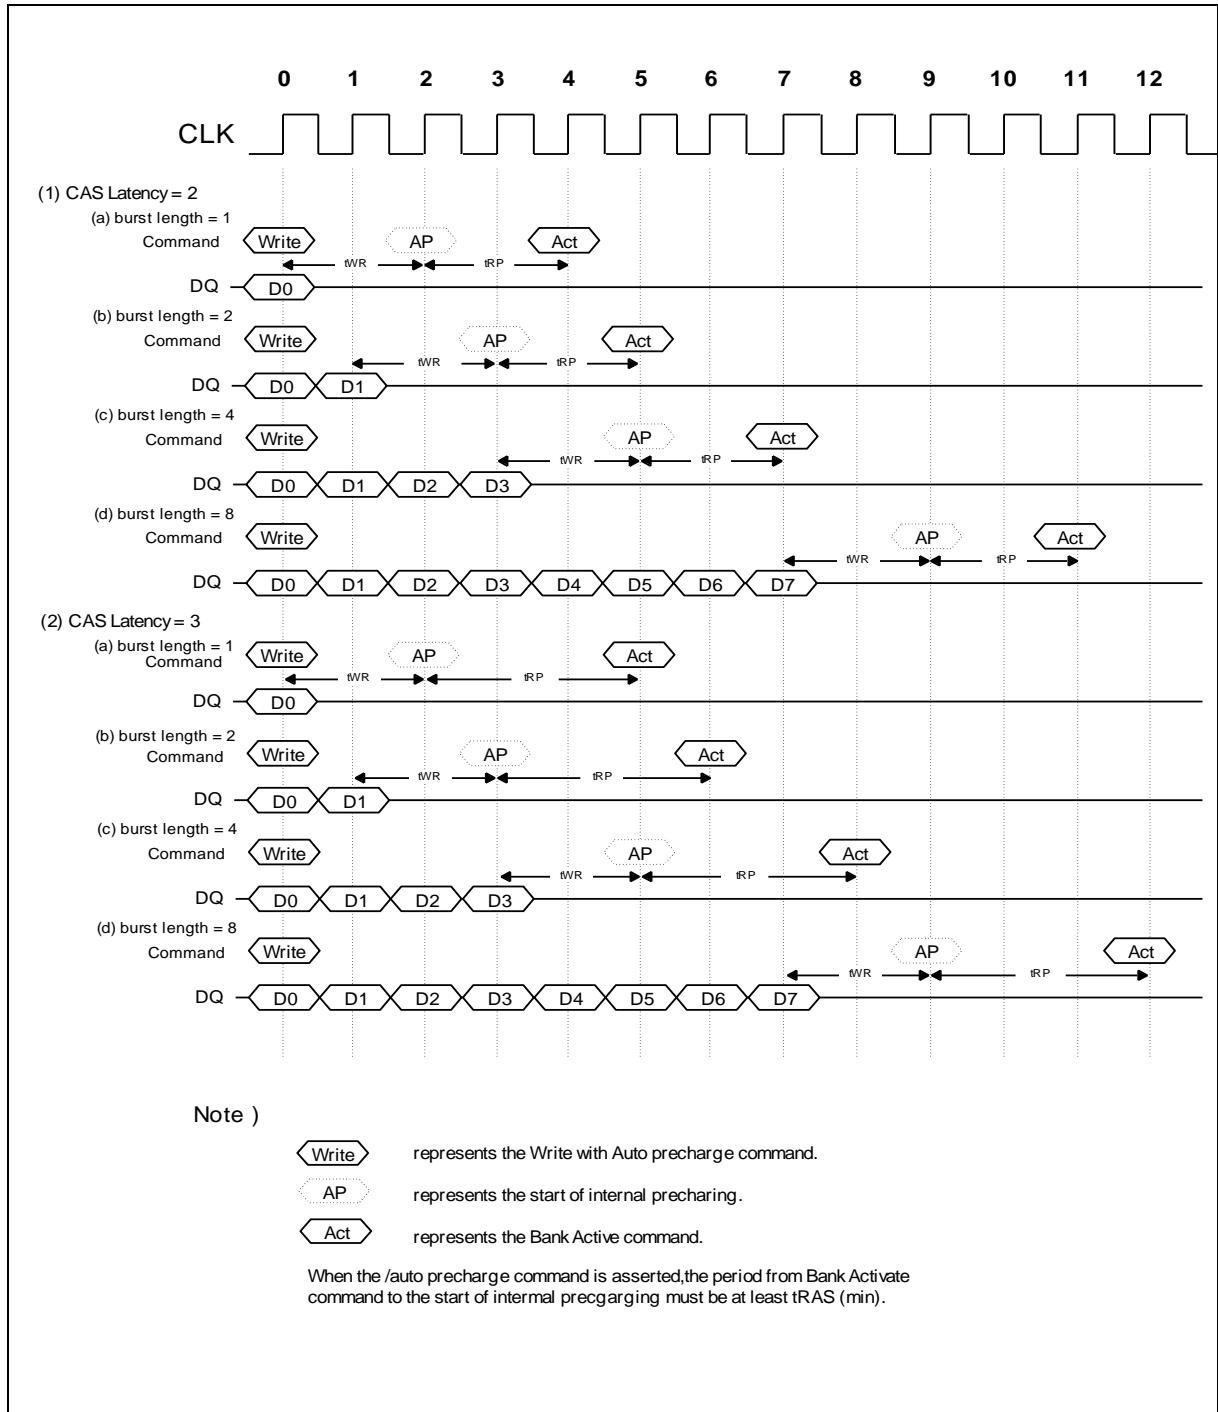 0 1 2 3 4 5 6 7 8 9 10 11 12
CLK
(1) CAS Latency = 2
(a) burst length = 1
Command Write AP Act
tWR tRP
DQ D0
(b) burst length = 2
Command Write AP Act
tWR tRP
DQ D0 D1
(c) burst length = 4
Command Write AP Act
tWR tRP
DQ D0 D1 D2 D3
(d) burst length = 8
Command Write AP Act
tWR tRP
DQ D0 D1 D2 D3 D4 D5 D6 D7
(2) CAS Latency = 3
(a) burst length = 1
Command Write AP Act
tWR tRP
DQ D0
(b) burst length = 2
Command Write AP Act
tWR tRP
DQ D0 D1
(c) burst length = 4
Command Write AP Act
tWR tRP
DQ D0 D1 D2 D3
(d) burst length = 8
Command Write AP Act
tWR tRP
DQ D0 D1 D2 D3 D4 D5 D6 D7
Note )
Write represents the Write with Auto precharge command.
AP represents the start of internal precharing.
Act represents the Bank Active command.
When the /auto precharge command is asserted,the period from Bank Activate
command to the start of intermal precgarging must be at least tRAS (min).